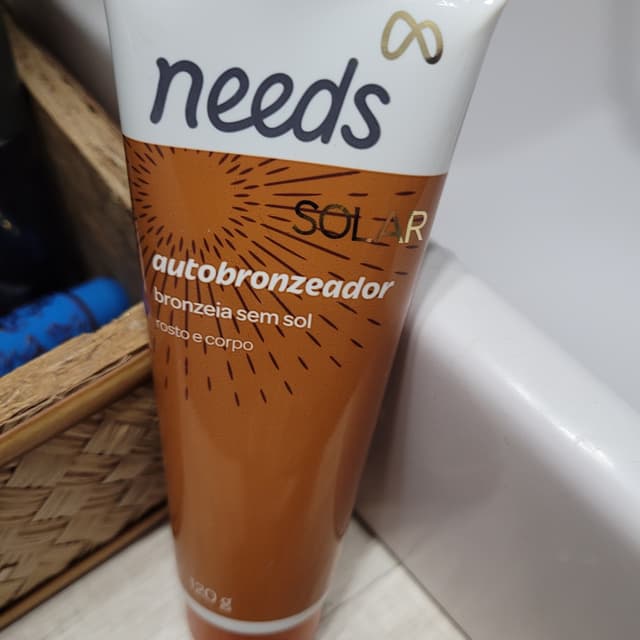 needs
SOLAR
autobronzeador
bronzeia sem sol
rosto e corpo
120 g